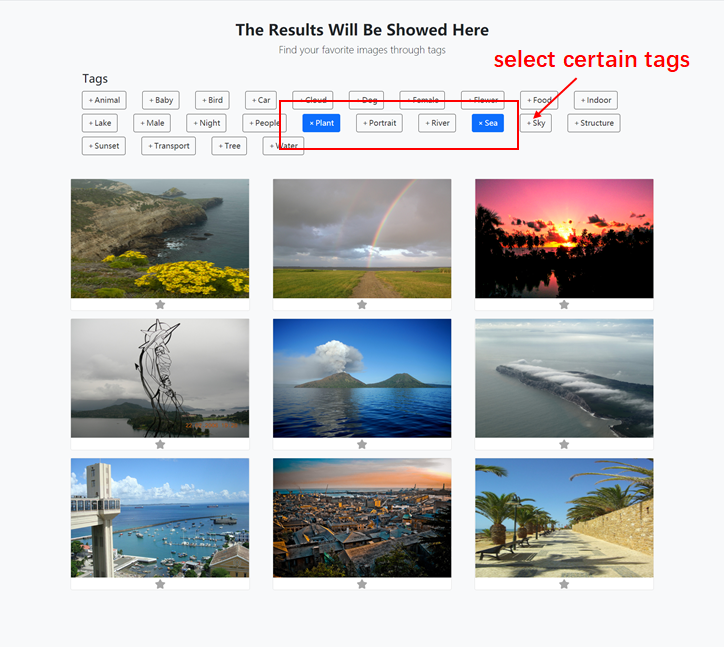 The Results Will Be Showed Here
Find your favorite images through tags
select certain tags
Tags
+ Animal + Baby + Bird + Car + Cloud + Dog + Female + Flower + Food + Indoor
+ Lake + Male + Night + People × Plant + Portrait + River × Sea + Sky + Structure
+ Sunset + Transport + Tree + Water